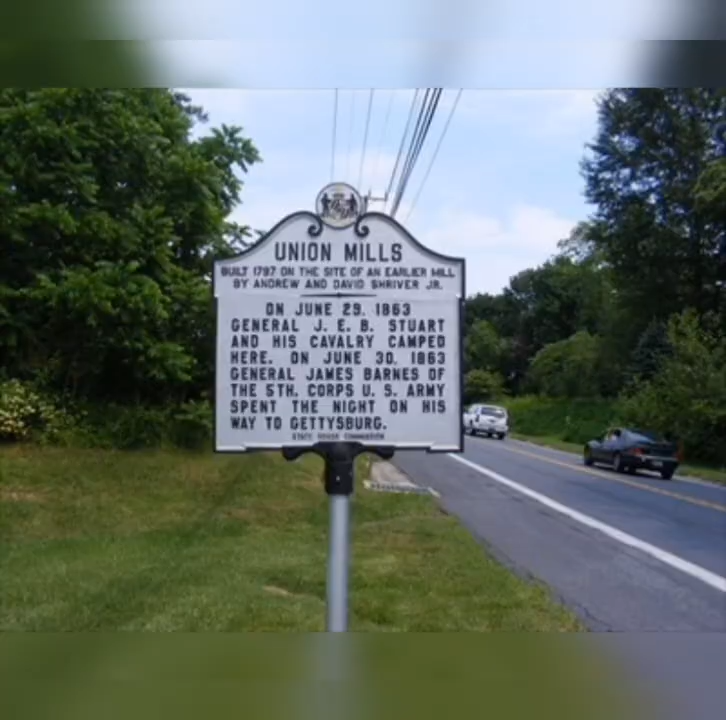 UNION MILLS
BUILT 1797 ON THE SITE OF AN EARLIER MILL
BY ANDREW AND DAVID SHRIVER JR.
ON JUNE 29, 1863
GENERAL J. E. B. STUART
AND HIS CAVALRY CAMPED
HERE. ON JUNE 30, 1863
GENERAL JAMES BARNES OF
THE 5TH. CORPS U. S. ARMY
SPENT THE NIGHT ON HIS
WAY TO GETTYSBURG.
STATE ROADS COMMISSION